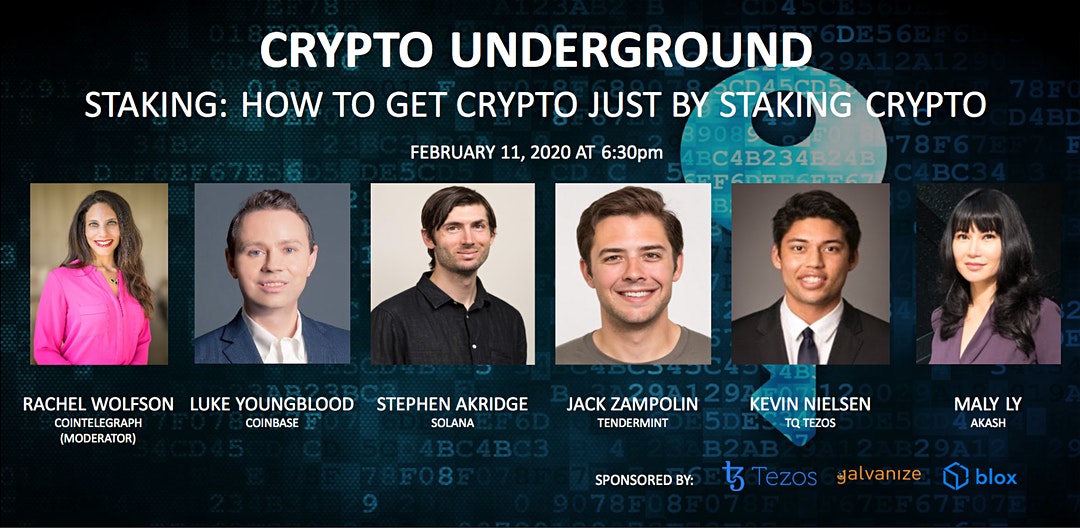 CRYPTO UNDERGROUND
STAKING: HOW TO GET CRYPTO JUST BY STAKING CRYPTO
FEBRUARY 11, 2020 AT 6:30pm
RACHEL WOLFSON
COINTELEGRAPH
(MODERATOR)
LUKE YOUNGBLOOD
COINBASE
STEPHEN AKRIDGE
SOLANA
JACK ZAMPOLIN
TENDERMINT
KEVIN NIELSEN
TQ TEZOS
MALY LY
AKASH
SPONSORED BY:
Tezos
galvanize
blox